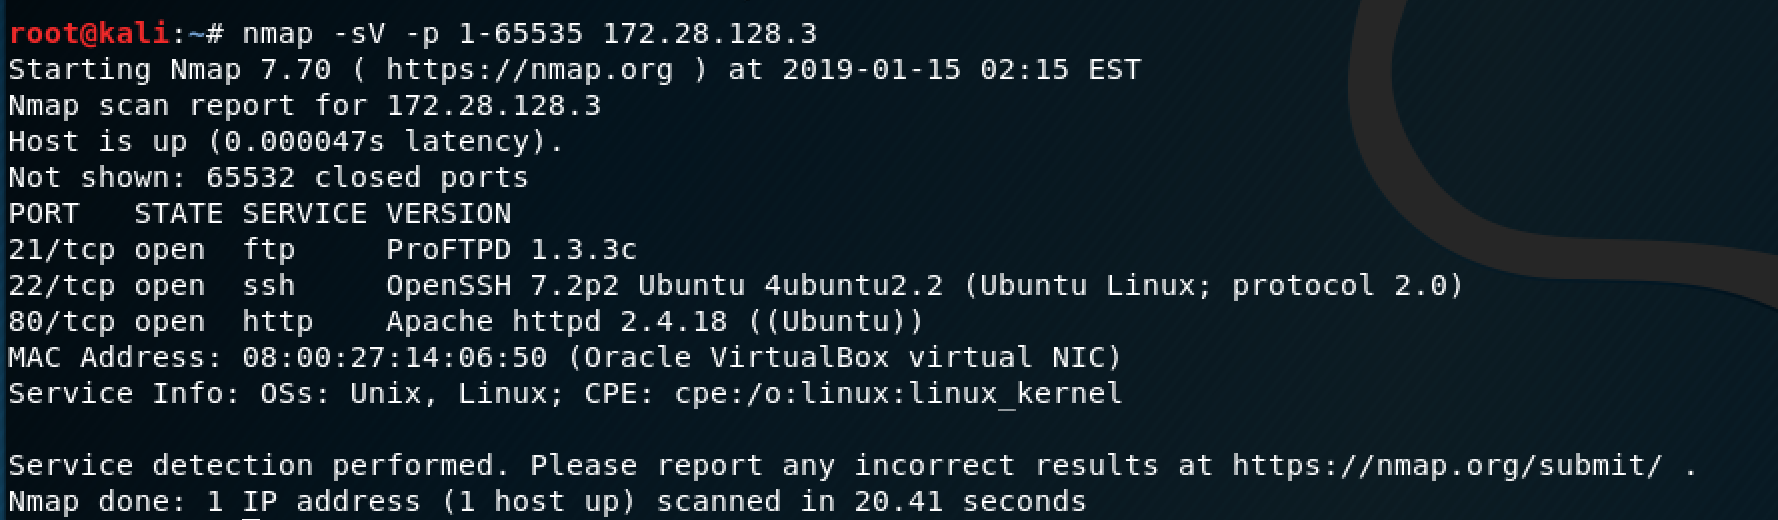 root@kali:~# nmap -sV -p 1-65535 172.28.128.3
Starting Nmap 7.70 ( https://nmap.org ) at 2019-01-15 02:15 EST
Nmap scan report for 172.28.128.3
Host is up (0.000047s latency).
Not shown: 65532 closed ports
PORT   STATE SERVICE VERSION
21/tcp open  ftp     ProFTPD 1.3.3c
22/tcp open  ssh     OpenSSH 7.2p2 Ubuntu 4ubuntu2.2 (Ubuntu Linux; protocol 2.0)
80/tcp open  http    Apache httpd 2.4.18 ((Ubuntu))
MAC Address: 08:00:27:14:06:50 (Oracle VirtualBox virtual NIC)
Service Info: OSs: Unix, Linux; CPE: cpe:/o:linux:linux_kernel

Service detection performed. Please report any incorrect results at https://nmap.org/submit/ .
Nmap done: 1 IP address (1 host up) scanned in 20.41 seconds